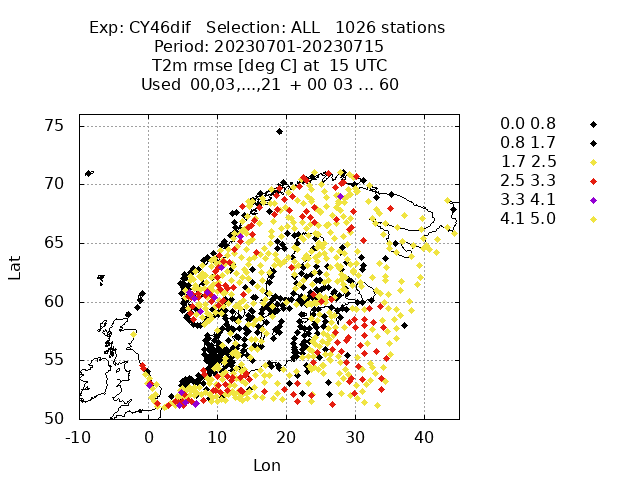 Exp: CY46dif   Selection: ALL   1026 stations
Period: 20230701-20230715
T2m rmse [deg C] at  15 UTC
Used  00,03,...,21  + 00 03 ... 60
75
70
65
60
55
50
-10 0 10 20 30 40
Lat
Lon
0.0 0.8
0.8 1.7
1.7 2.5
2.5 3.3
3.3 4.1
4.1 5.0